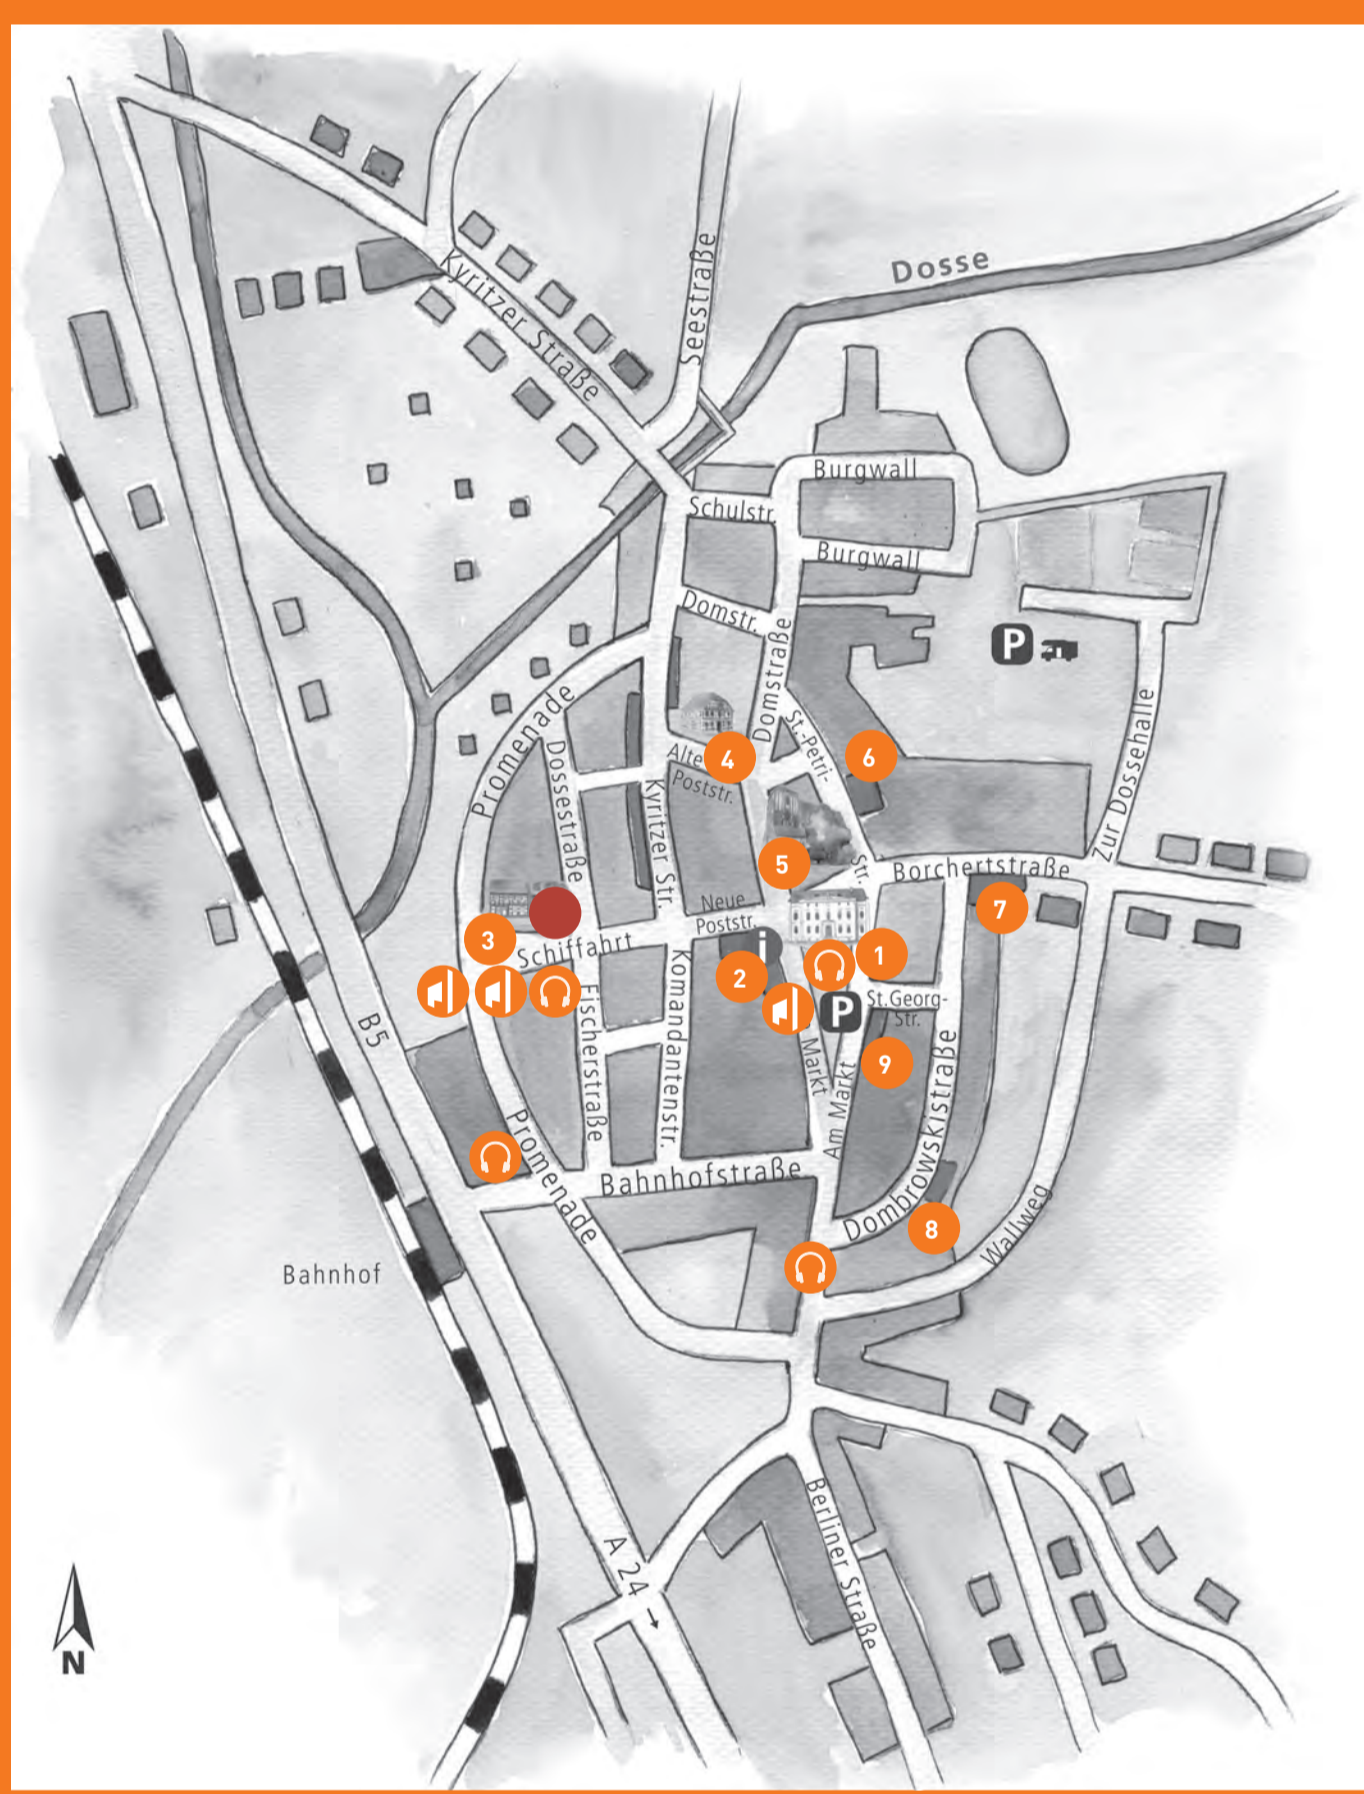 Dosse
Seestraße
Kyritzer Straße
Burgwall
Schulstr.
Burgwall
Domstr.
P
Domstraße
Promenade
Zur Dossehalle
St.-Petri-
Str.
Alte
Poststr.
4
6
Dossestraße
Kyritzer Str.
5
Borchertstraße
7
Neue
Poststr.
3
Schiffahrt
i
1
2
P
St.Georg-
Str.
B5
Fischerstraße
Komandantenstr.
Markt
Am Markt
9
Dombrowskistraße
Promenade
Bahnhofstraße
8
Wallweg
Bahnhof
A 24
Berliner Straße
N